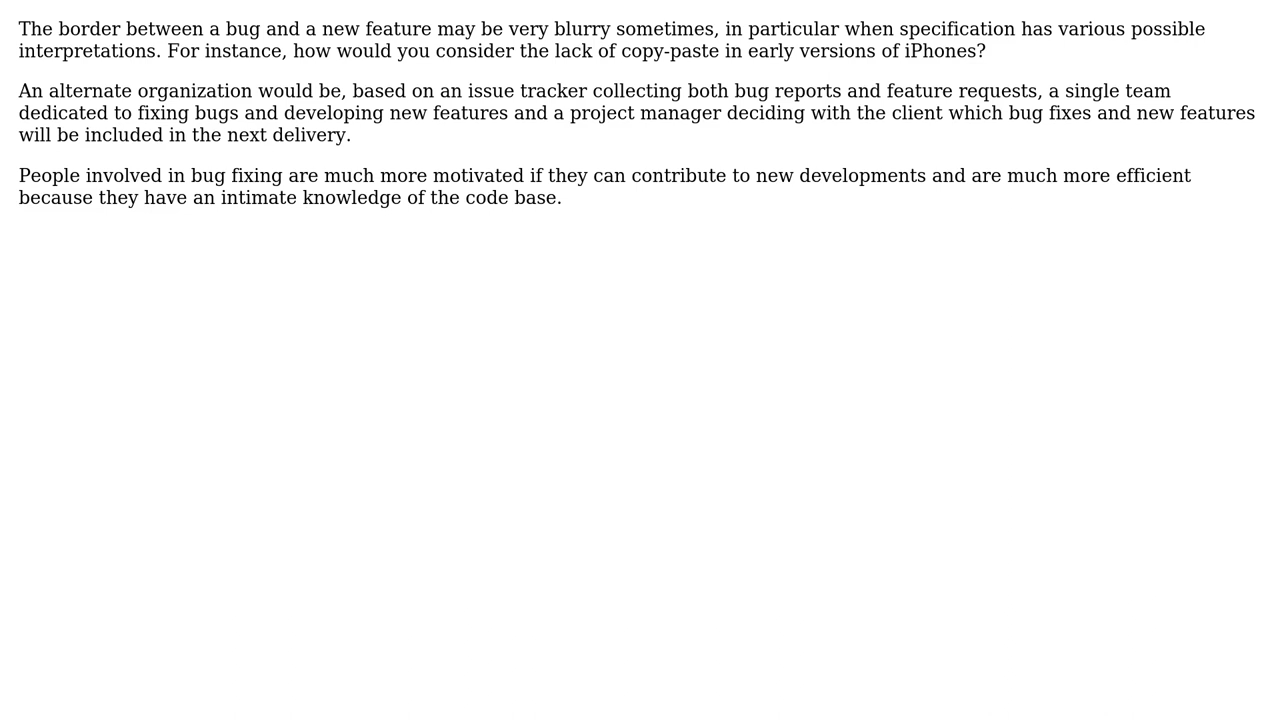 The border between a bug and a new feature may be very blurry sometimes, in particular when specification has various possible
interpretations. For instance, how would you consider the lack of copy-paste in early versions of iPhones?
An alternate organization would be, based on an issue tracker collecting both bug reports and feature requests, a single team
dedicated to fixing bugs and developing new features and a project manager deciding with the client which bug fixes and new features
will be included in the next delivery.
People involved in bug fixing are much more motivated if they can contribute to new developments and are much more efficient
because they have an intimate knowledge of the code base.